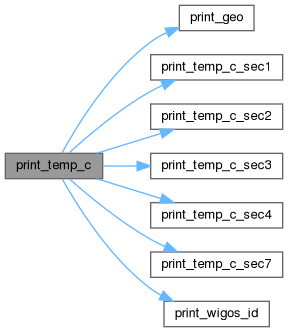 print_geo
print_temp_c_sec1
print_temp_c_sec2
print_temp_c
print_temp_c_sec3
print_temp_c_sec4
print_temp_c_sec7
print_wigos_id